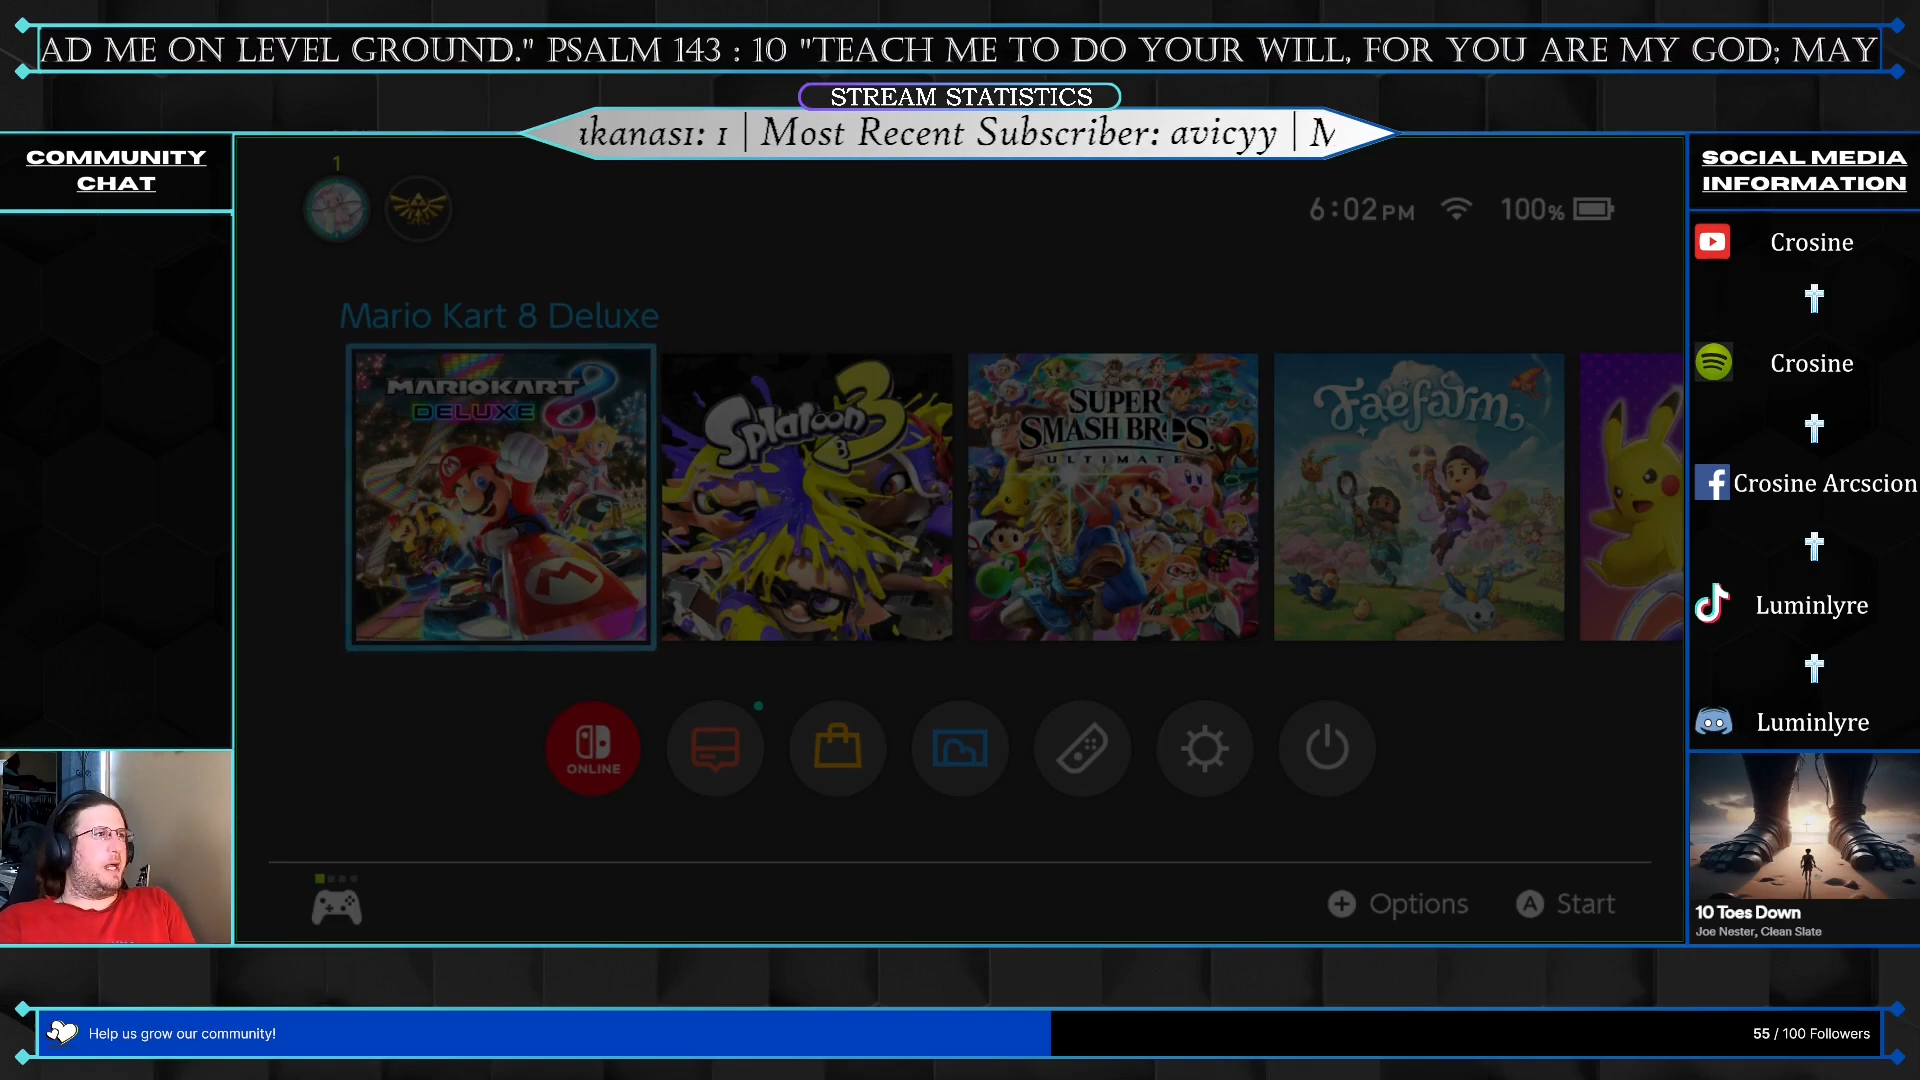 AD ME ON LEVEL GROUND." PSALM 143 : 10 "TEACH ME TO DO YOUR WILL, FOR YOU ARE MY GOD; MAY
STREAM STATISTICS
ıkanası: 1 | Most Recent Subscriber: avicyy | M
COMMUNITY
CHAT
1
6:02 PM 100%
Mario Kart 8 Deluxe
MARIOKART 8
DELUXE
Splatoon 3
SUPER
SMASH BROS.
ULTIMATE
Faefarm
ONLINE
Options
Start
SOCIAL MEDIA
INFORMATION
Crosine
Crosine
Crosine Arcscion
Luminlyre
Luminlyre
10 Toes Down
Joe Nester, Clean Slate
Help us grow our community!
55 / 100 Followers